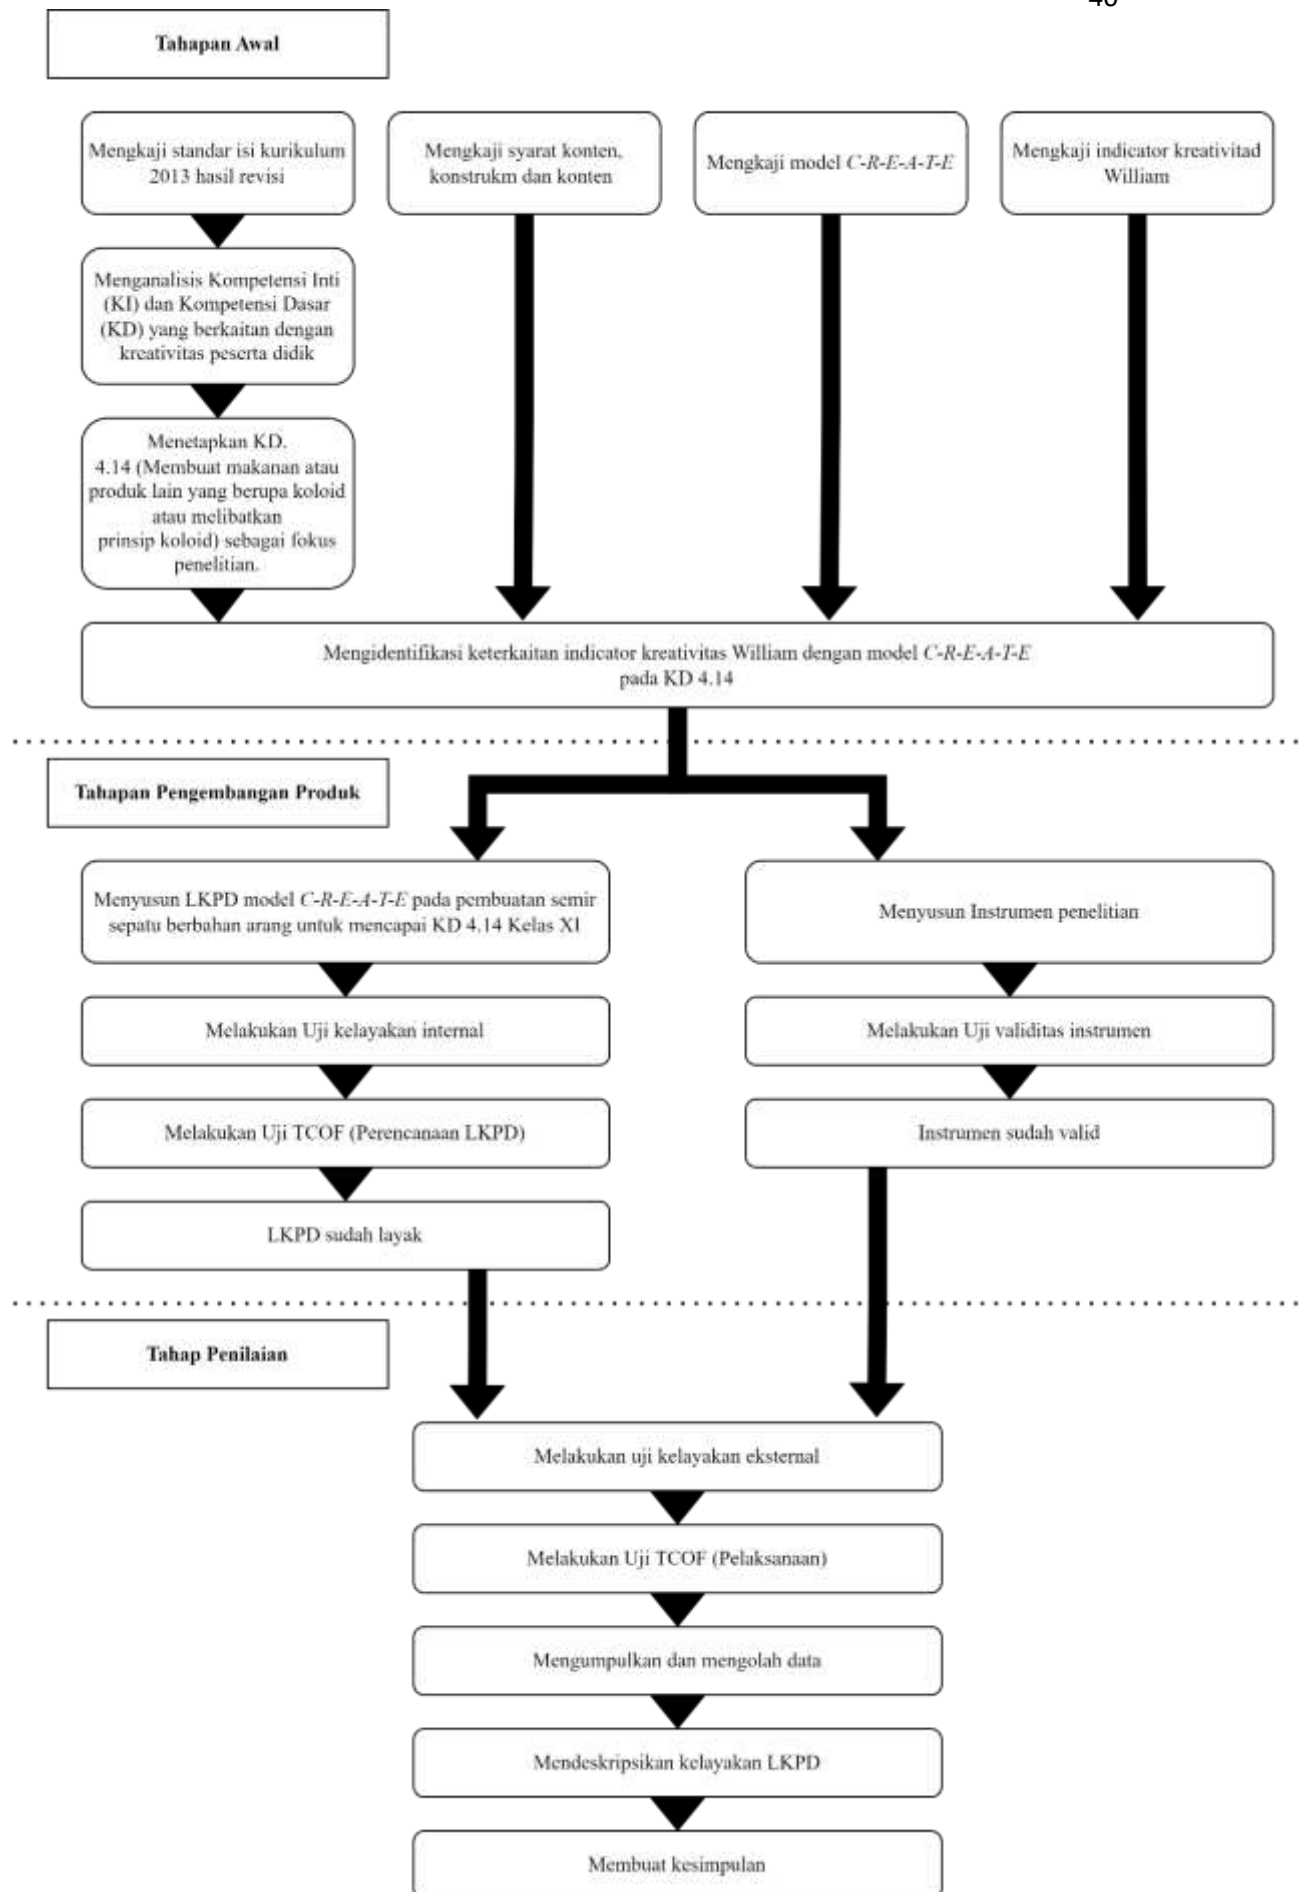 40
Tahapan Awal
Mengkaji standar isi kurikulum
2013 hasil revisi
Mengkaji syarat konten,
konstrukm dan konten
Mengkaji model C-R-E-A-T-E
Mengkaji indicator kreativitad
William
Menganalisis Kompetensi Inti
(KI) dan Kompetensi Dasar
(KD) yang berkaitan dengan
kreativitas peserta didik
Menetapkan KD.
4.14 (Membuat makanan atau
produk lain yang berupa koloid
atau melibatkan
prinsip koloid) sebagai fokus
penelitian.
Mengidentifikasi keterkaitan indicator kreativitas William dengan model C-R-E-A-T-E
pada KD 4.14
Tahapan Pengembangan Produk
Menyusun LKPD model C-R-E-A-T-E pada pembuatan semir
sepatu berbahan arang untuk mencapai KD 4.14 Kelas XI
Menyusun Instrumen penelitian
Melakukan Uji kelayakan internal
Melakukan Uji validitas instrumen
Melakukan Uji TCOF (Perencanaan LKPD)
Instrumen sudah valid
LKPD sudah layak
Tahap Penilaian
Melakukan uji kelayakan eksternal
Melakukan Uji TCOF (Pelaksanaan)
Mengumpulkan dan mengolah data
Mendeskripsikan kelayakan LKPD
Membuat kesimpulan